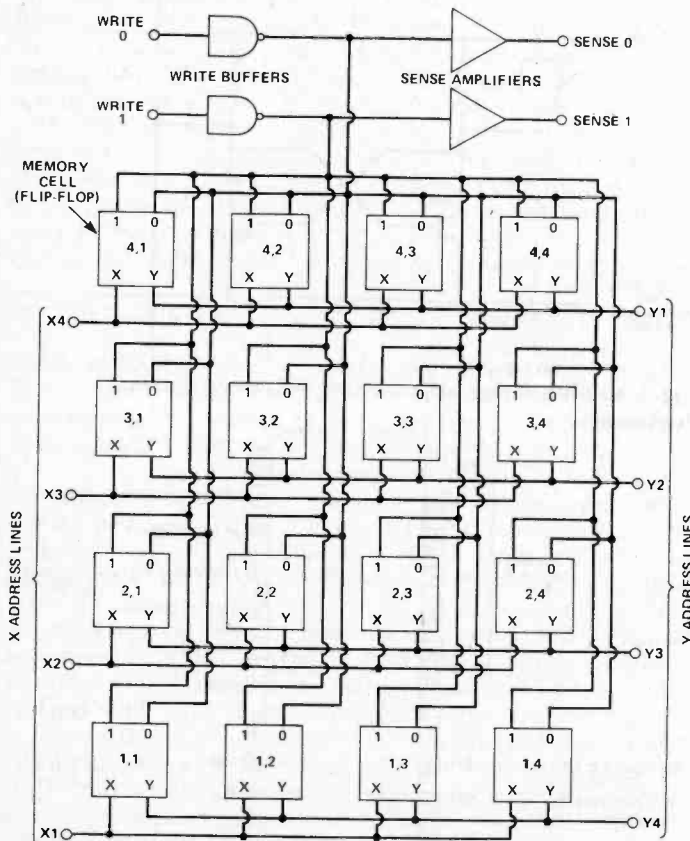 WRITE
0
SENSE 0
WRITE BUFFERS
SENSE AMPLIFIERS
WRITE
1
SENSE 1
MEMORY
CELL
(FLIP-FLOP)
1 0 1 0 1 0 1 0
4,1 4,2 4,3 4,4
X Y X Y X Y X Y
X4 Y1
1 0 1 0 1 0 1 0
3,1 3,2 3,3 3,4
X Y X Y X Y X Y
X3 Y2
1 0 1 0 1 0 1 0
2,1 2,2 2,3 2,4
X Y X Y X Y X Y
X2 Y3
1 0 1 0 1 0 1 0
1,1 1,2 1,3 1,4
X Y X Y X Y X Y
X1 Y4
X ADDRESS LINES
Y ADDRESS LINES